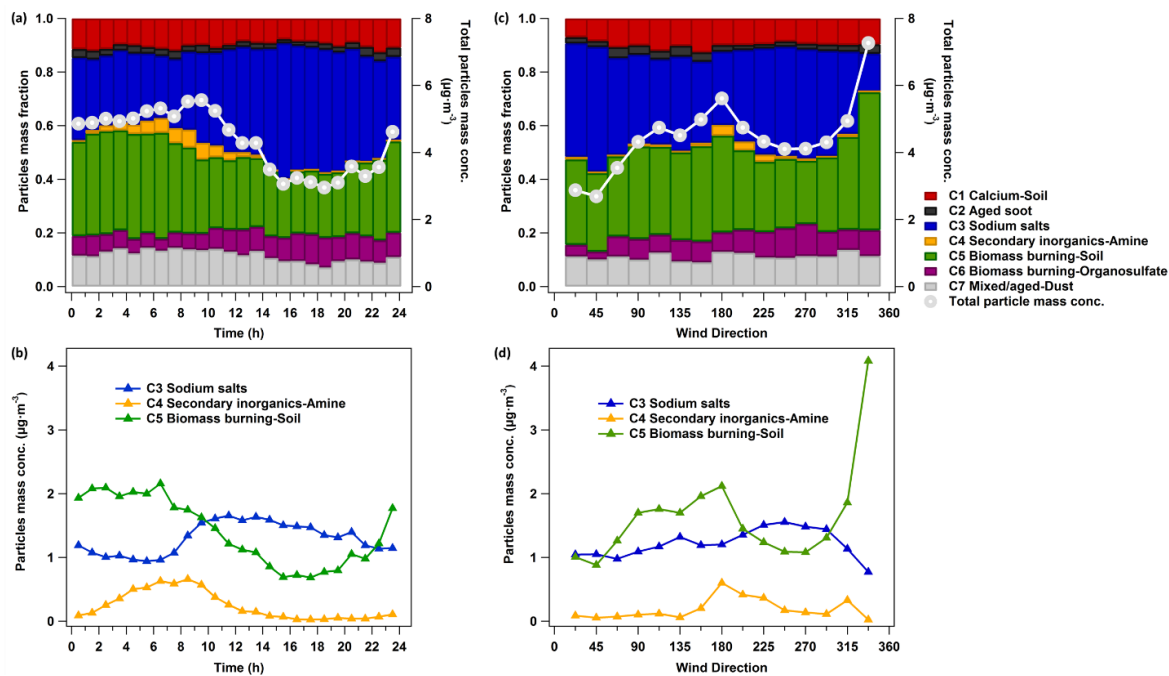 (a)
Particles mass fraction
1.0
0.8
0.6
0.4
0.2
0.0
8
6
4
2
0
Total particles mass conc.
(µg·m⁻³)
0 2 4 6 8 10 12 14 16 18 20 22 24
Time (h)
(c)
Particles mass fraction
1.0
0.8
0.6
0.4
0.2
0.0
8
6
4
2
0
Total particles mass conc.
(µg·m⁻³)
0 45 90 135 180 225 270 315 360
Wind Direction
C1 Calcium-Soil
C2 Aged soot
C3 Sodium salts
C4 Secondary inorganics-Amine
C5 Biomass burning-Soil
C6 Biomass burning-Organosulfate
C7 Mixed/aged-Dust
Total particle mass conc.
(b)
Particles mass conc. (µg·m⁻³)
4
3
2
1
0
C3 Sodium salts
C4 Secondary inorganics-Amine
C5 Biomass burning-Soil
0 2 4 6 8 10 12 14 16 18 20 22 24
Time (h)
(d)
Particles mass conc. (µg·m⁻³)
4
3
2
1
0
C3 Sodium salts
C4 Secondary inorganics-Amine
C5 Biomass burning-Soil
0 45 90 135 180 225 270 315 360
Wind Direction